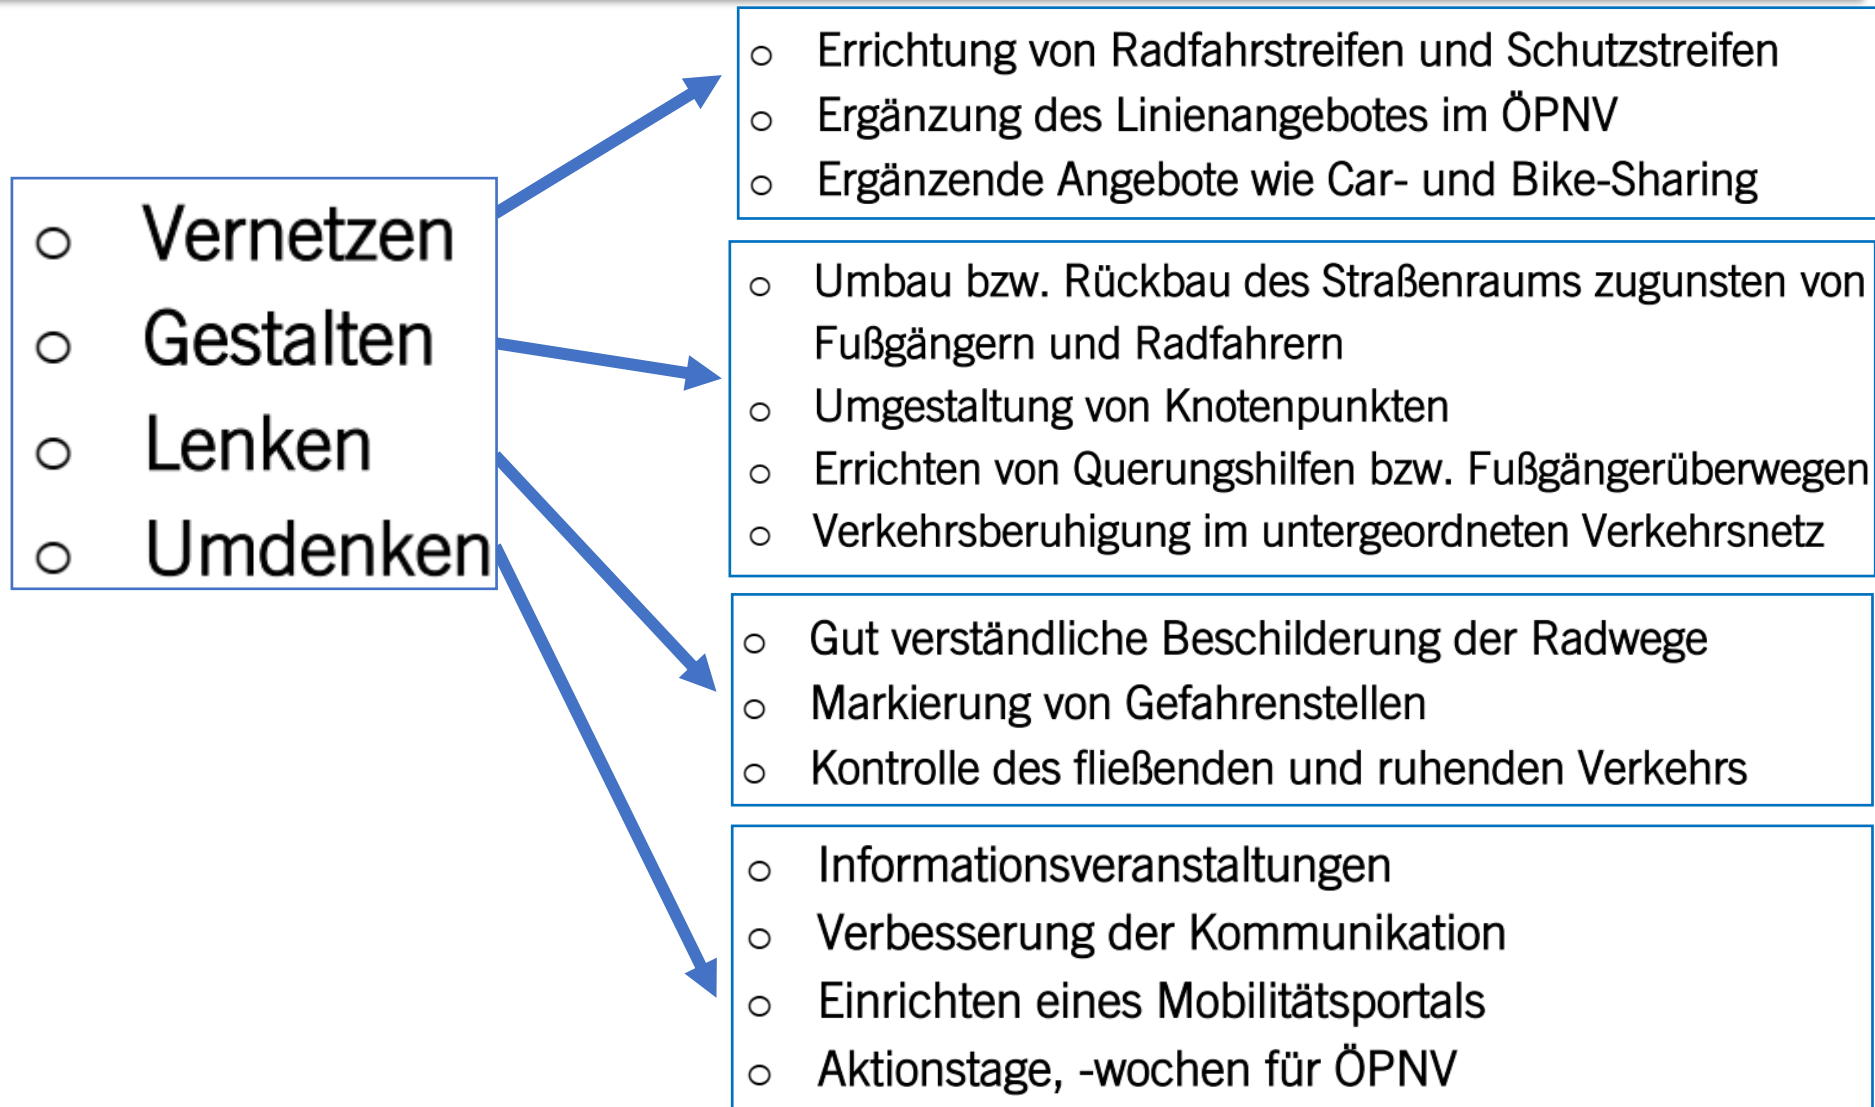 ○ Vernetzen
○ Gestalten
○ Lenken
○ Umdenken
○ Errichtung von Radfahrstreifen und Schutzstreifen
○ Ergänzung des Linienangebotes im ÖPNV
○ Ergänzende Angebote wie Car- und Bike-Sharing
○ Umbau bzw. Rückbau des Straßenraums zugunsten von
Fußgängern und Radfahrern
○ Umgestaltung von Knotenpunkten
○ Errichten von Querungshilfen bzw. Fußgängerüberwegen
○ Verkehrsberuhigung im untergeordneten Verkehrsnetz
○ Gut verständliche Beschilderung der Radwege
○ Markierung von Gefahrenstellen
○ Kontrolle des fließenden und ruhenden Verkehrs
○ Informationsveranstaltungen
○ Verbesserung der Kommunikation
○ Einrichten eines Mobilitätsportals
○ Aktionstage, -wochen für ÖPNV